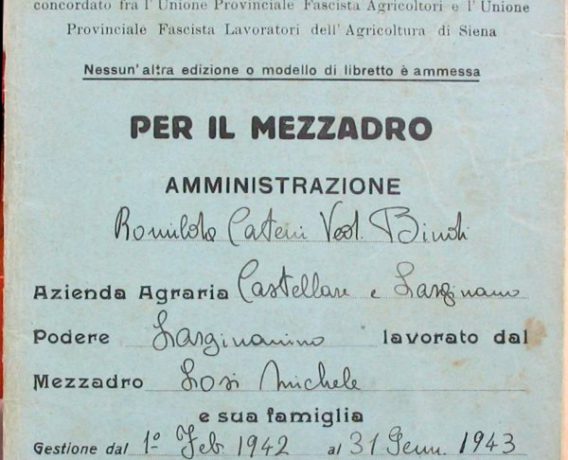 concordato fra l'Unione Provinciale Fascista Agricoltori e l'Unione
Provinciale Fascista Lavoratori dell'Agricoltura di Siena
Nessun'altra edizione o modello di libretto è ammessa
PER IL MEZZADRO
AMMINISTRAZIONE
Romilda Cateni Ved. Bindi
Azienda Agraria Castellare e Larginano
Podere Larginanino lavorato dal
Mezzadro Losi Michele
e sua famiglia
Gestione dal 1º Feb 1942 al 31 Genn. 1943